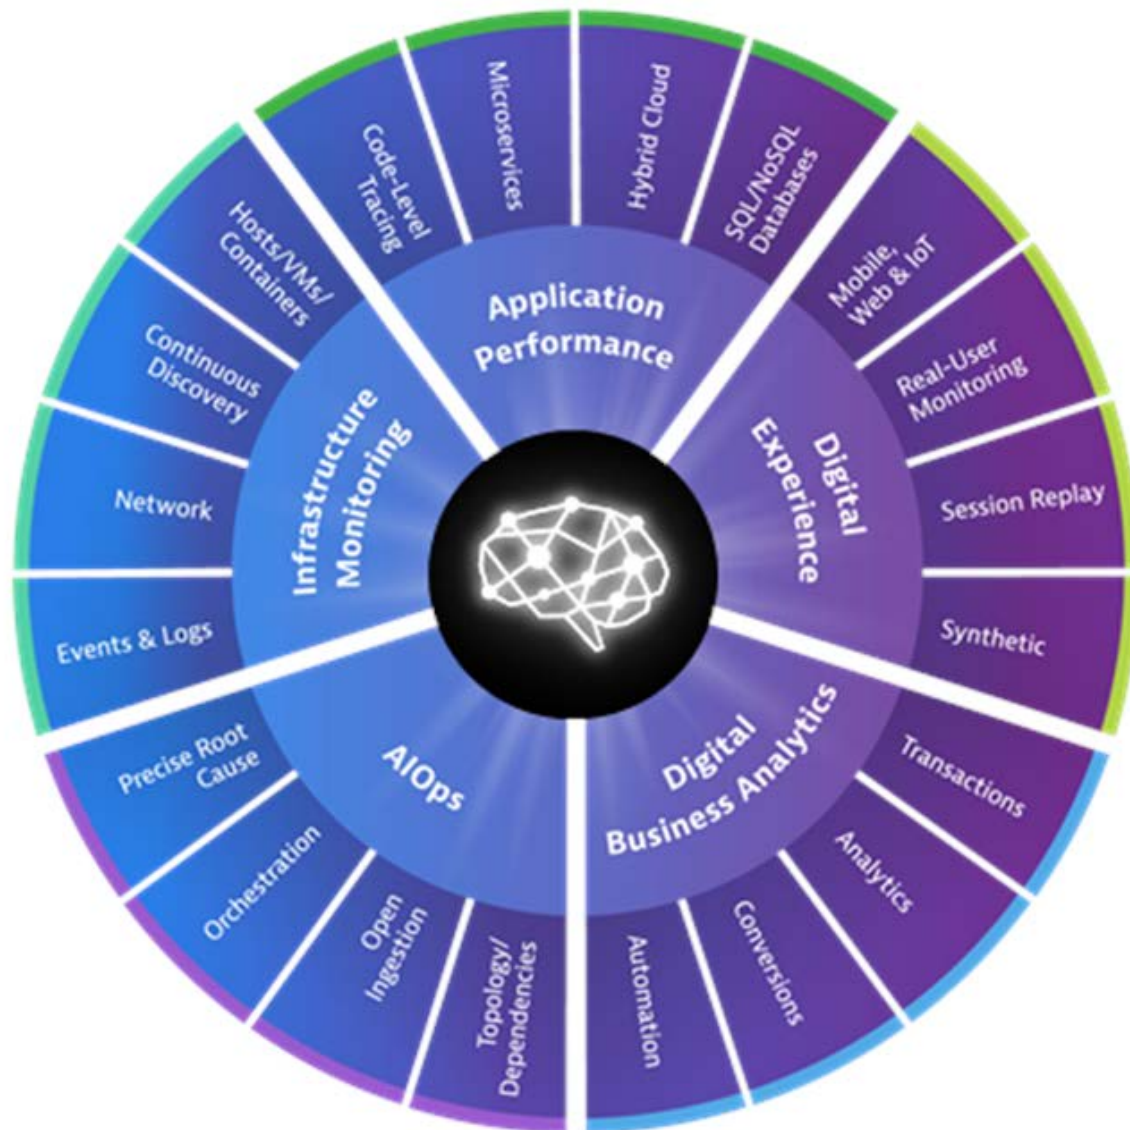 Application
Performance
Code-Level
Tracing
Microservices
Hybrid Cloud
SQL/NoSQL
Databases
Digital
Experience
Mobile,
Web & IoT
Real-User
Monitoring
Session Replay
Synthetic
Digital
Business Analytics
Transactions
Analytics
Conversions
Automation
AIOps
Topology/
Dependencies
Open
Ingestion
Orchestration
Precise Root
Cause
Infrastructure
Monitoring
Events & Logs
Network
Continuous
Discovery
Hosts/VMs/
Containers